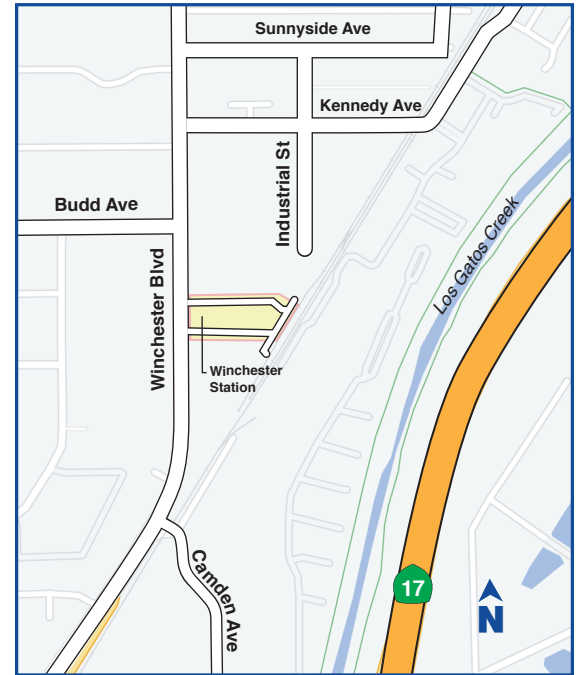 Sunnyside Ave
Kennedy Ave
Industrial St
Budd Ave
Winchester Blvd
Los Gatos Creek
Winchester
Station
Camden Ave
17
N